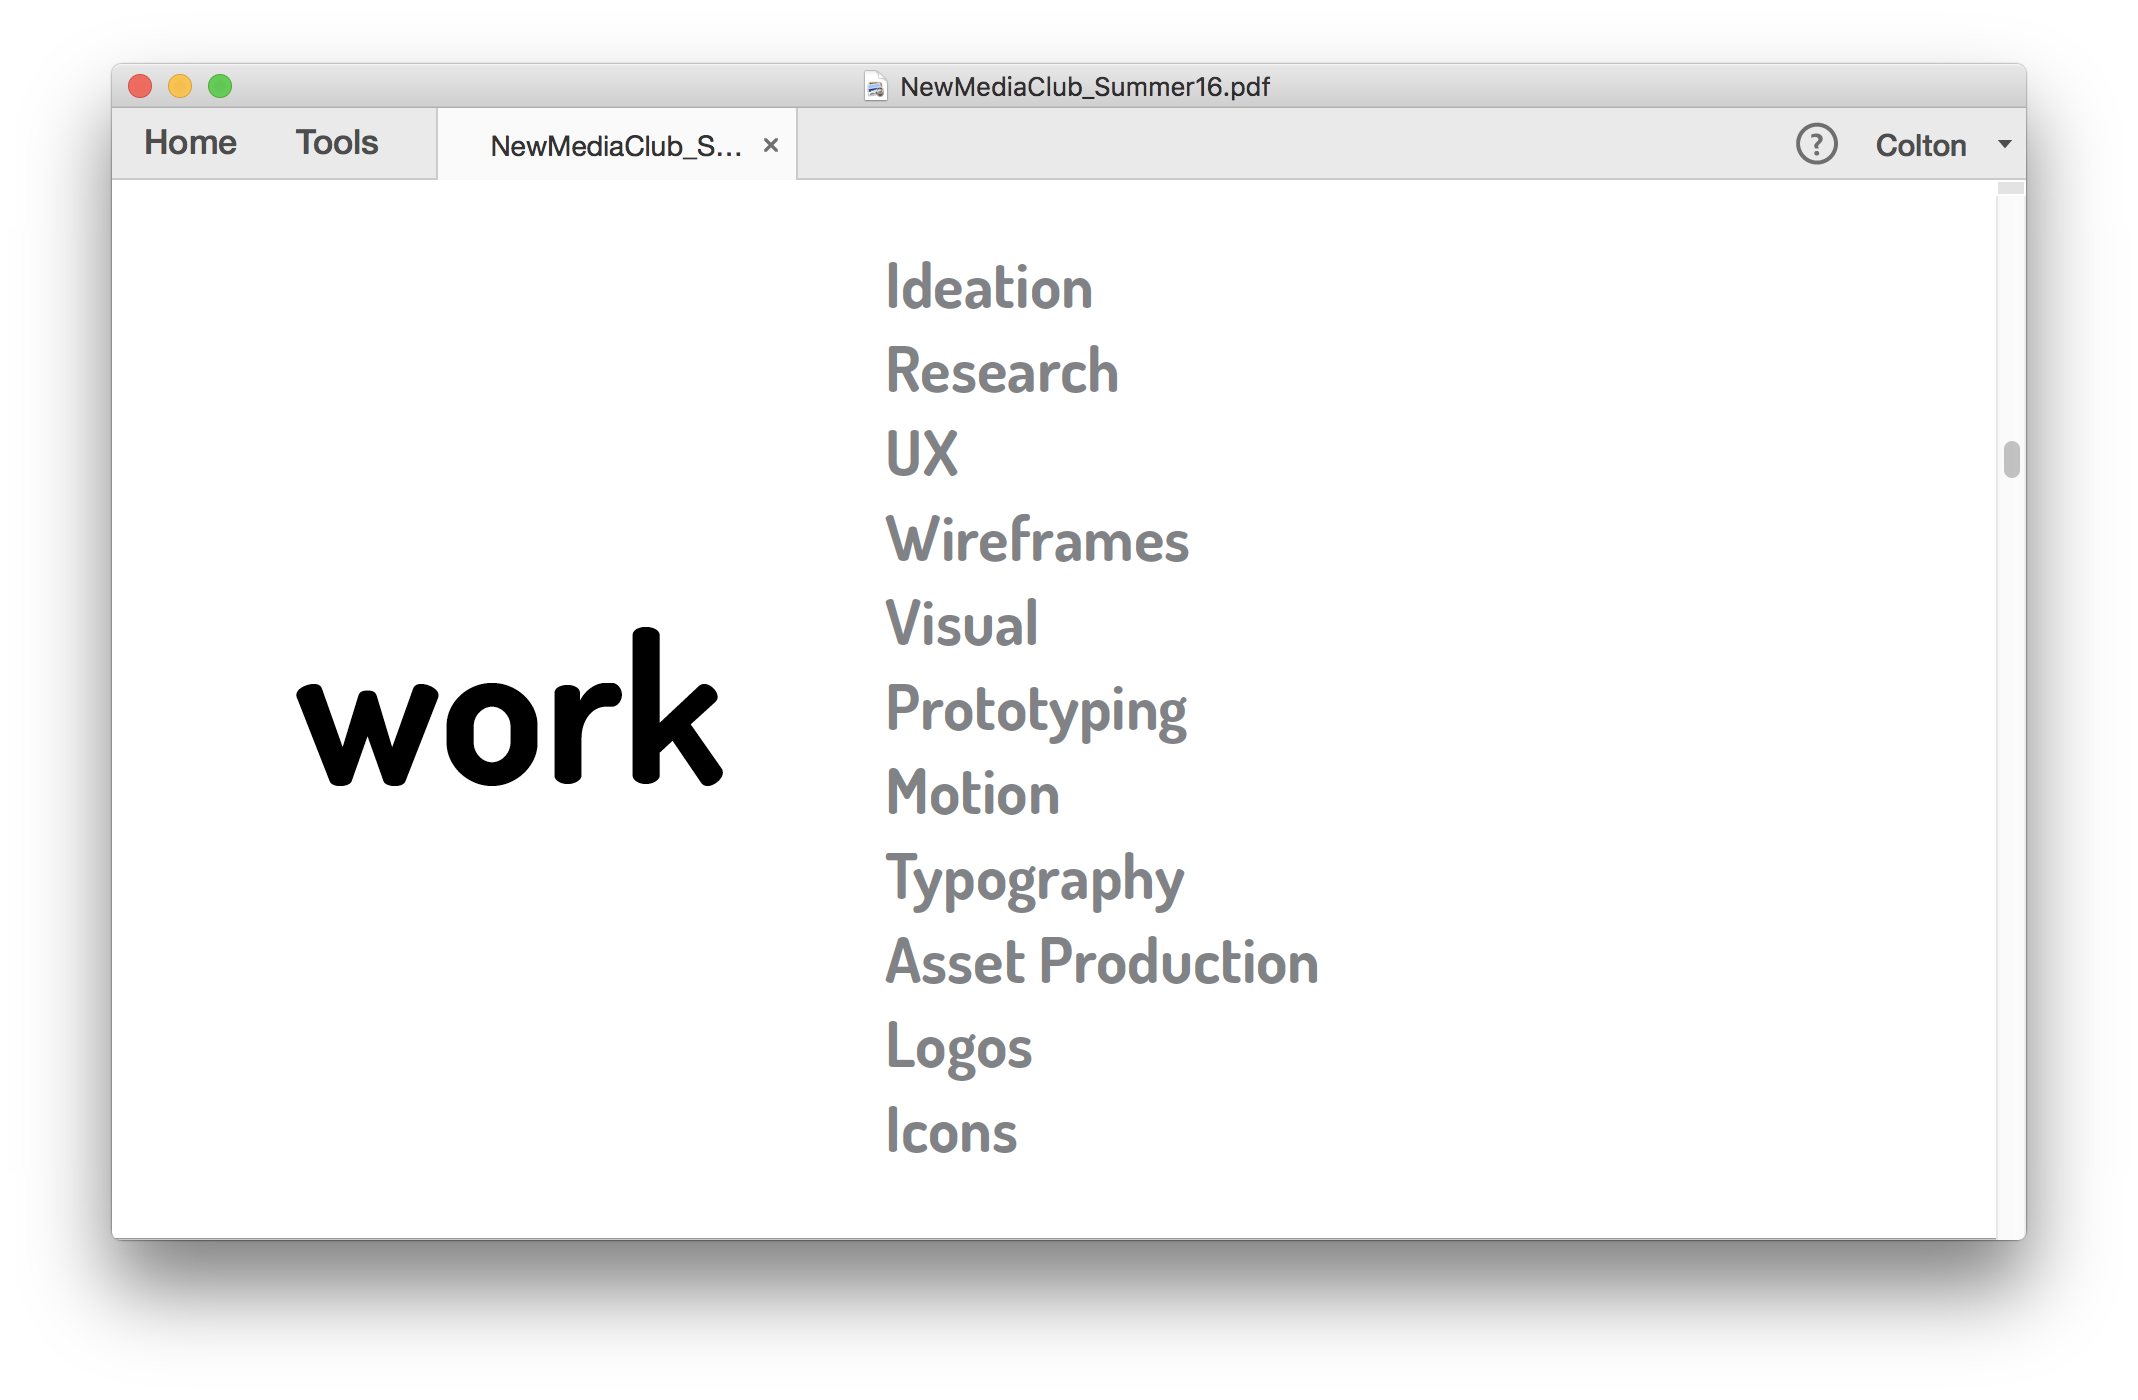 NewMediaClub_Summer16.pdf
Home Tools NewMediaClub_S... × ? Colton
Ideation
Research
UX
Wireframes
Visual
work
Prototyping
Motion
Typography
Asset Production
Logos
Icons